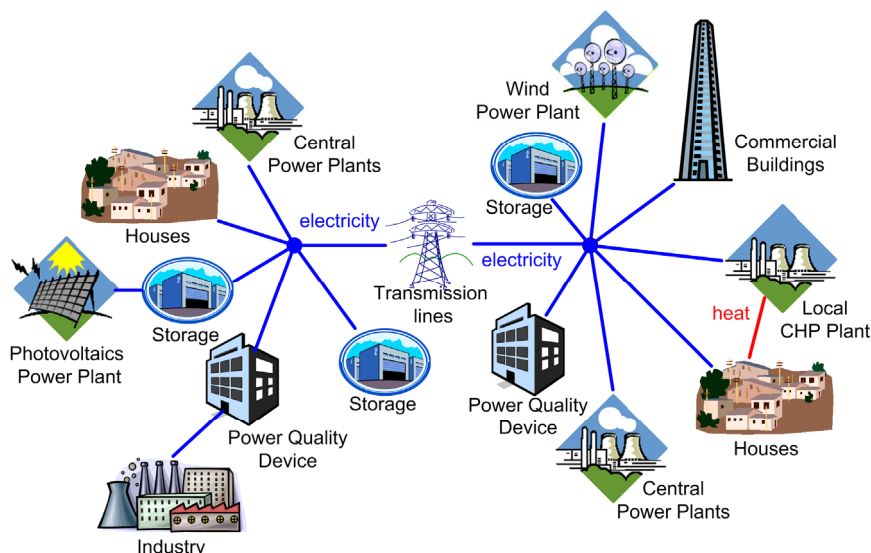 Wind
Power Plant
Central
Power Plants
Commercial
Buildings
Storage
electricity
Houses
electricity
Transmission
lines
Storage
heat
Local
CHP Plant
Photovoltaics
Power Plant
Storage
Power Quality
Device
Power Quality
Device
Houses
Central
Power Plants
Industry